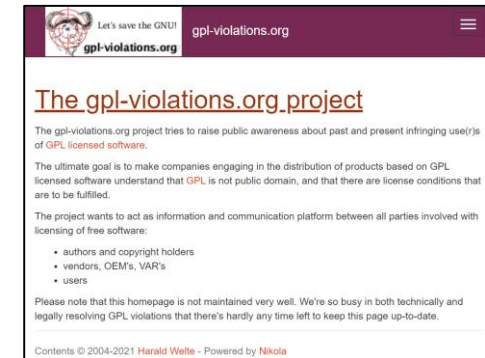 Let's save the GNU!
gpl-violations.org
gpl-violations.org
The gpl-violations.org project
The gpl-violations.org project tries to raise public awareness about past and present infringing use(r)s
of GPL licensed software.
The ultimate goal is to make companies engaging in the distribution of products based on GPL
licensed software understand that GPL is not public domain, and that there are license conditions that
are to be fulfilled.
The project wants to act as information and communication platform between all parties involved with
licensing of free software:
• authors and copyright holders
• vendors, OEM's, VAR's
• users
Please note that this homepage is not maintained very well. We're so busy in both technically and
legally resolving GPL violations that there's hardly any time left to keep this page up-to-date.
Contents © 2004-2021 Harald Welte - Powered by Nikola